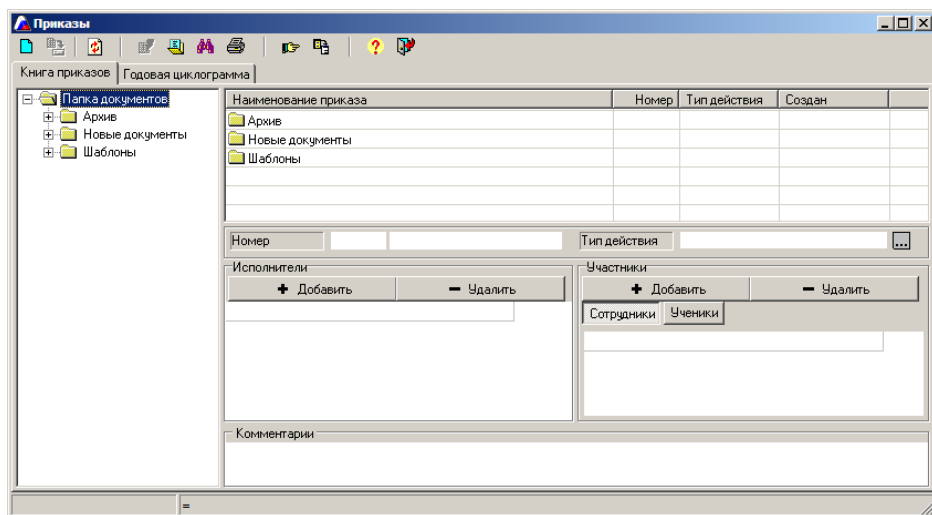 Приказы
Книга приказов Годовая циклограмма
Папка документов
Архив
Новые документы
Шаблоны
Наименование приказа Номер Тип действия Создан
Архив
Новые документы
Шаблоны
Номер Тип действия ...
Исполнители
+ Добавить − Удалить
Участники
+ Добавить − Удалить
Сотрудники Ученики
Комментарии
=